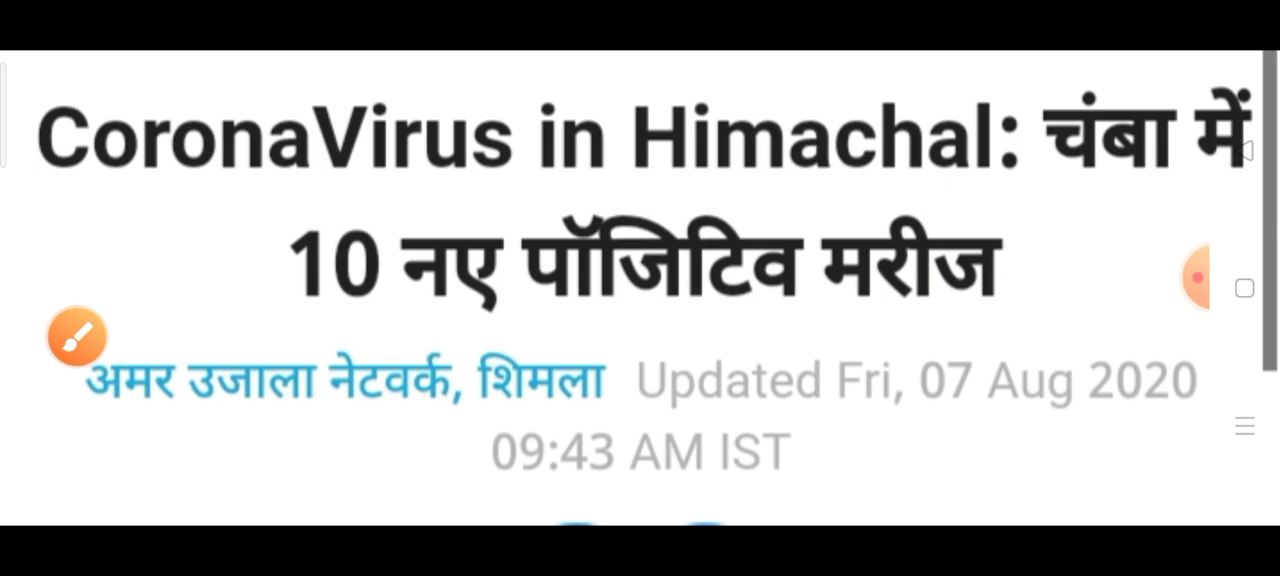 CoronaVirus in Himachal: चंबा में
10 नए पॉजिटिव मरीज
अमर उजाला नेटवर्क, शिमला Updated Fri, 07 Aug 2020
09:43 AM IST